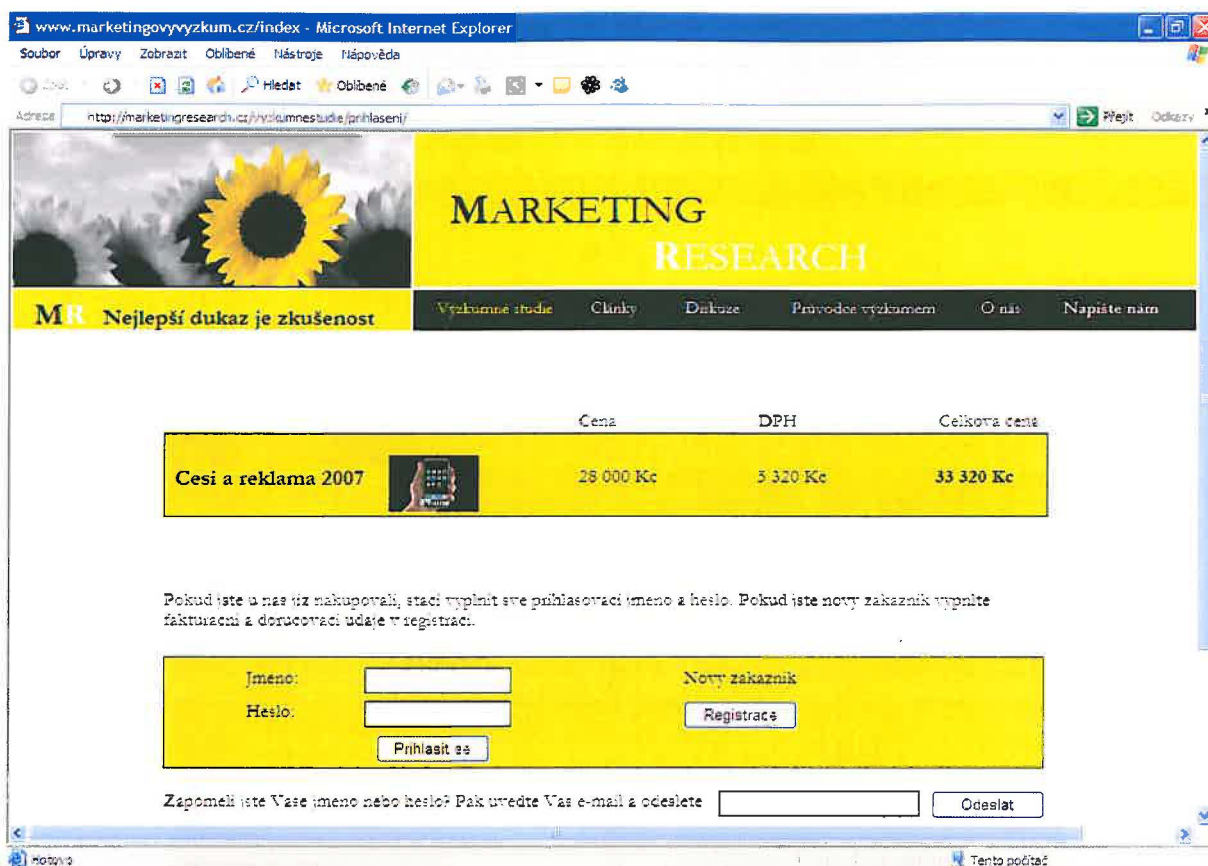 www.marketingovyvyzkum.cz/index - Microsoft Internet Explorer
Soubor Úpravy Zobrazit Oblíbené Nástroje Nápověda
Hledat Oblíbené
Adresa http://marketingresearch.cz/vyzkumnestudie/prihlaseni/ Přejít Odkazy »
MARKETING
RESEARCH
MR Nejlepší dukaz je zkušenost
Výzkumné studie Články Diskuze Průvodce výzkumem O nás Napište nám
Cena DPH Celkova cena
Cesi a reklama 2007 28 000 Kc 5 320 Kc 33 320 Kc
Pokud jste u nas jiz nakupovali, staci vyplnit sve prihlasovaci jmeno a heslo. Pokud jste novy zakaznik vyplnte
fakturacni a dorucovaci udaje v registraci.
Jmeno: Novy zakaznik
Heslo: Registrace
Prihlasit se
Zapomeli jste Vase jmeno nebo heslo? Pak uvedte Vas e-mail a odeslete Odeslat
Hotovo Tento počítač